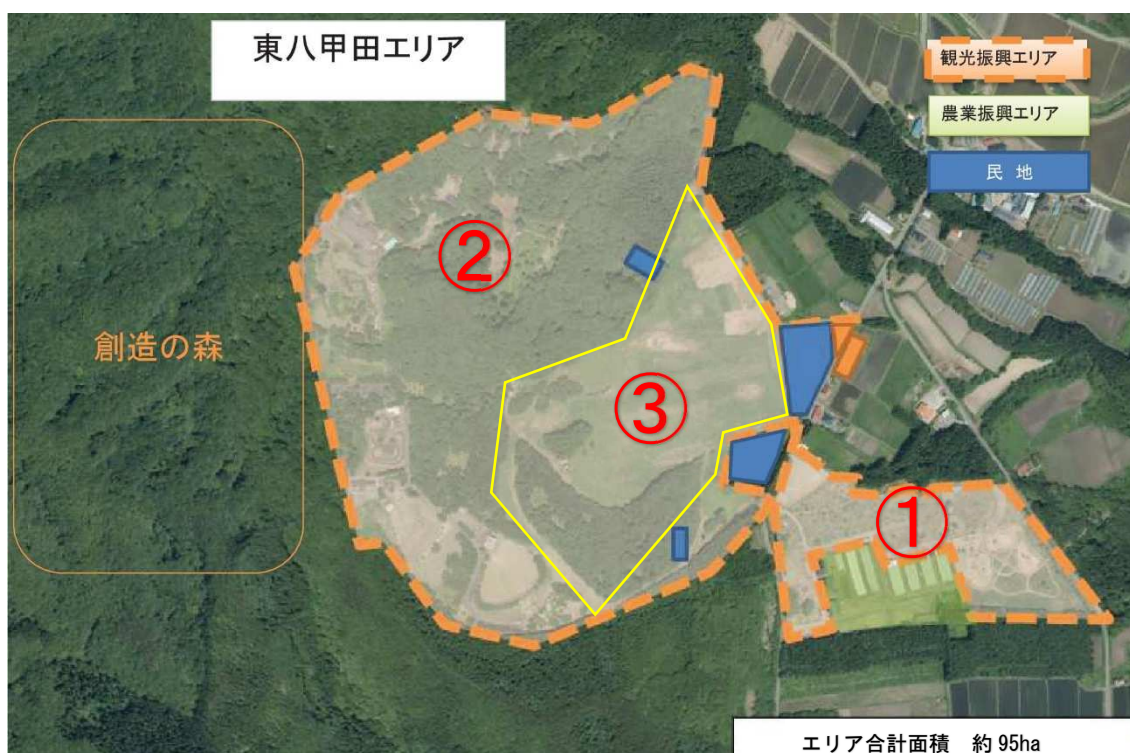 東八甲田エリア
観光振興エリア
農業振興エリア
民 地
②
創造の森
③
①
エリア合計面積 約95ha